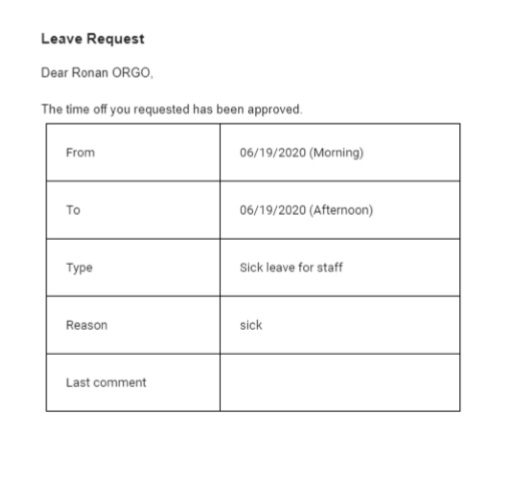 Leave Request
Dear Ronan ORGO,
The time off you requested has been approved.
From 06/19/2020 (Morning)
To 06/19/2020 (Afternoon)
Type Sick leave for staff
Reason sick
Last comment